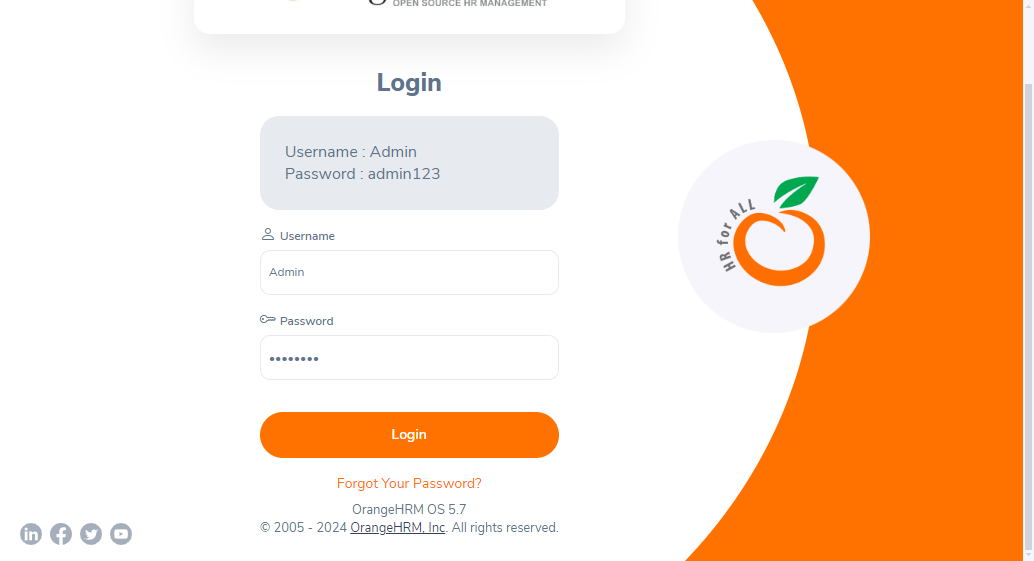 OPEN SOURCE HR MANAGEMENT
Login
Username : Admin
Password : admin123
Username
Admin
Password
••••••••
Login
Forgot Your Password?
OrangeHRM OS 5.7
© 2005 - 2024 OrangeHRM, Inc. All rights reserved.
HR for ALL